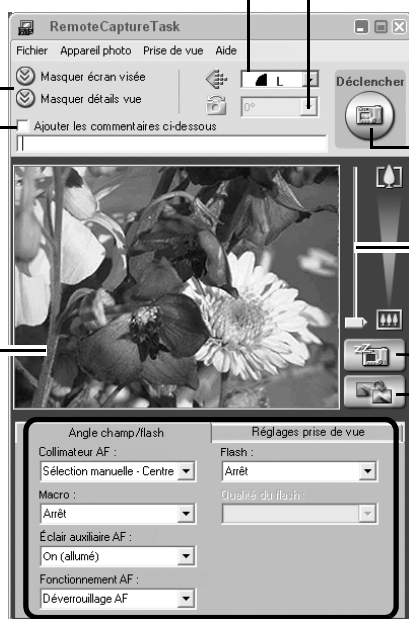 RemoteCaptureTask
Fichier Appareil photo Prise de vue Aide
Masquer écran visée
L
Masquer détails vue
0°
Ajouter les commentaires ci-dessous
Déclencher
Angle champ/flash
Réglages prise de vue
Collimateur AF :
Sélection manuelle - Centre
Flash :
Arrêt
Macro :
Arrêt
Qualité du flash :
Éclair auxiliaire AF :
On (allumé)
Fonctionnement AF :
Déverrouillage AF